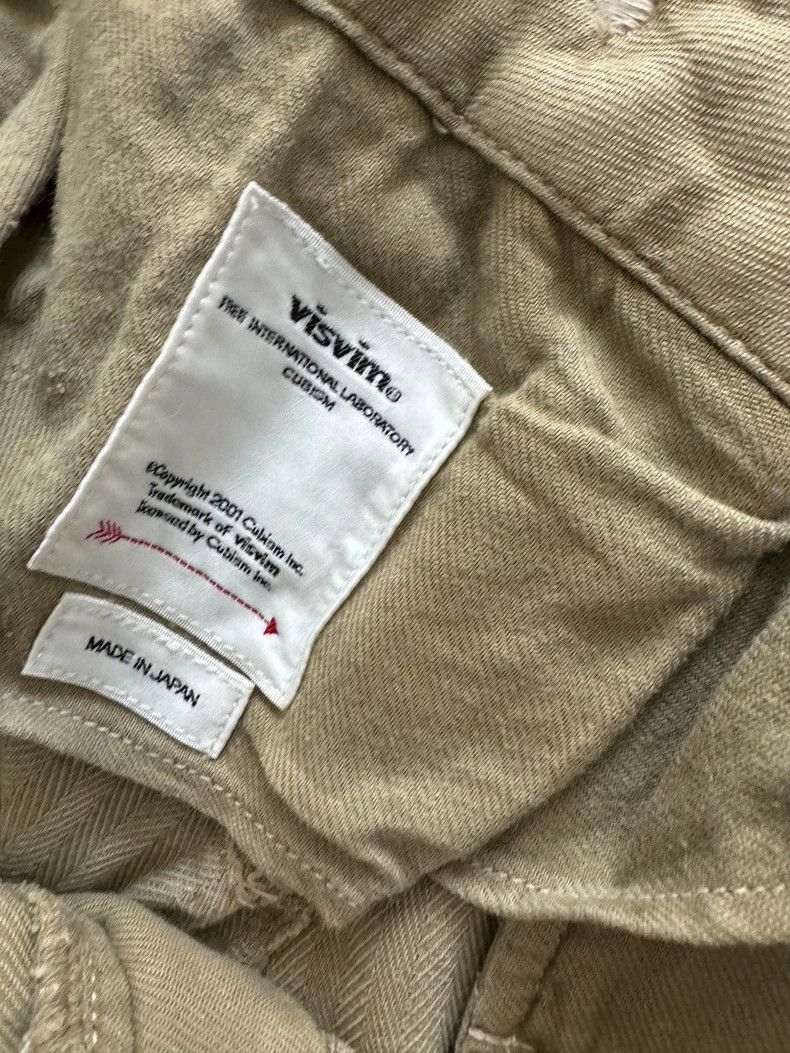 visvim®
FREE INTERNATIONAL LABORATORY
CUBISM
©Copyright 2001 Cubism Inc.
Trademark of visvim
licensed by Cubism Inc.
MADE IN JAPAN